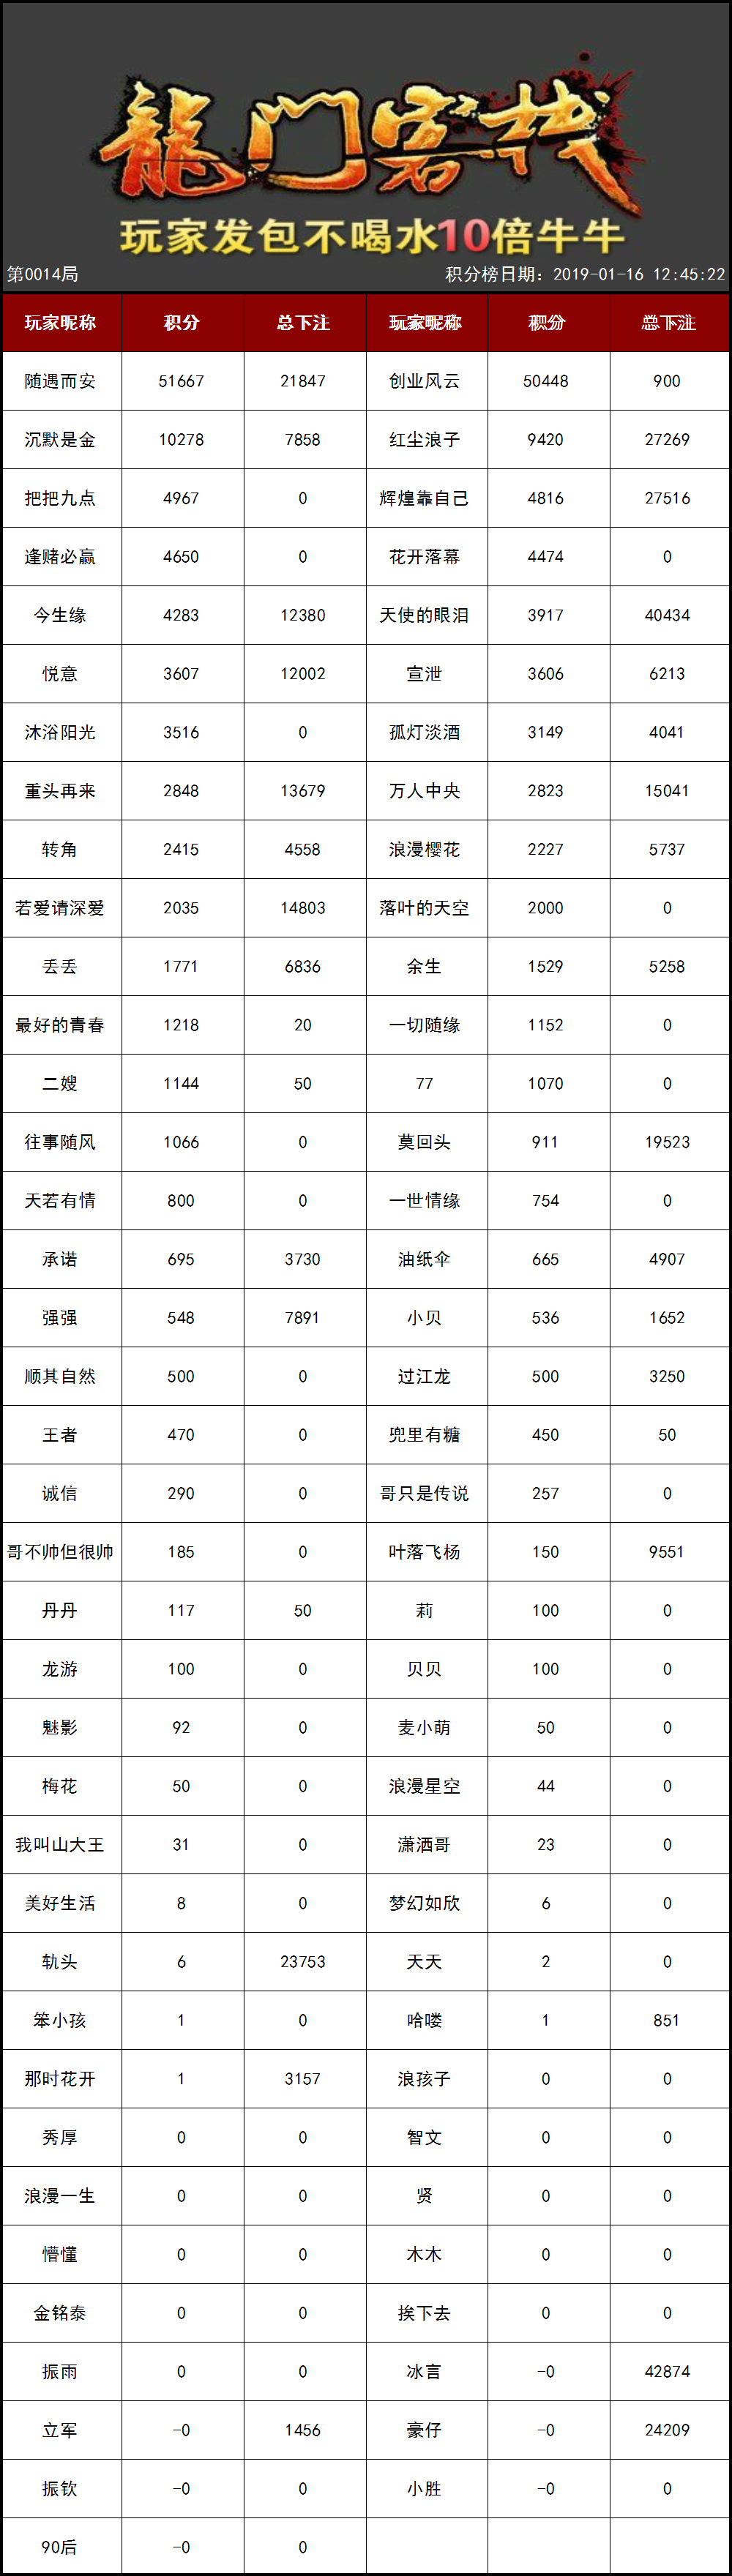 龍门客栈
玩家发包不喝水10倍牛牛
第0014局 积分榜日期：2019-01-16 12:45:22
玩家昵称 积分 总下注 玩家昵称 积分 总下注
随遇而安 51667 21847 创业风云 50448 900
沉默是金 10278 7858 红尘浪子 9420 27269
把把九点 4967 0 辉煌靠自己 4816 27516
逢赌必赢 4650 0 花开落幕 4474 0
今生缘 4283 12380 天使的眼泪 3917 40434
悦意 3607 12002 宣泄 3606 6213
沐浴阳光 3516 0 孤灯淡酒 3149 4041
重头再来 2848 13679 万人中央 2823 15041
转角 2415 4558 浪漫樱花 2227 5737
若爱请深爱 2035 14803 落叶的天空 2000 0
丢丢 1771 6836 余生 1529 5258
最好的青春 1218 20 一切随缘 1152 0
二嫂 1144 50 77 1070 0
往事随风 1066 0 莫回头 911 19523
天若有情 800 0 一世情缘 754 0
承诺 695 3730 油纸伞 665 4907
强强 548 7891 小贝 536 1652
顺其自然 500 0 过江龙 500 3250
王者 470 0 兜里有糖 450 50
诚信 290 0 哥只是传说 257 0
哥不帅但很帅 185 0 叶落飞杨 150 9551
丹丹 117 50 莉 100 0
龙游 100 0 贝贝 100 0
魅影 92 0 麦小萌 50 0
梅花 50 0 浪漫星空 44 0
我叫山大王 31 0 潇洒哥 23 0
美好生活 8 0 梦幻如欣 6 0
轨头 6 23753 天天 2 0
笨小孩 1 0 哈喽 1 851
那时花开 1 3157 浪孩子 0 0
秀厚 0 0 智文 0 0
浪漫一生 0 0 贤 0 0
懵懂 0 0 木木 0 0
金铭泰 0 0 挨下去 0 0
振雨 0 0 冰言 -0 42874
立军 -0 1456 豪仔 -0 24209
振钦 -0 0 小胜 -0 0
90后 -0 0